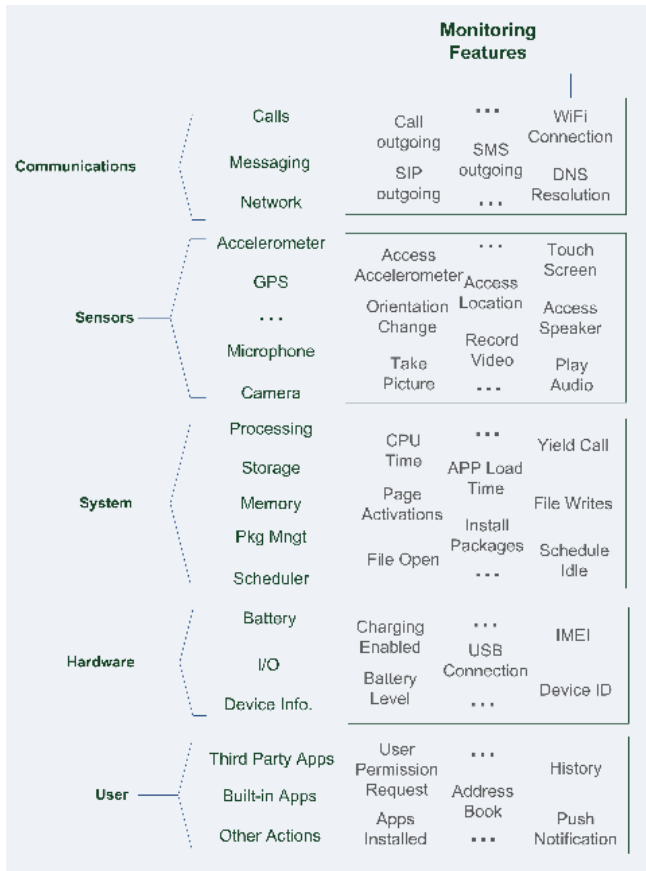 Monitoring
Features
Communications
Calls
Messaging
Network
Call
outgoing
SIP
outgoing
...
SMS
outgoing
...
WiFi
Connection
DNS
Resolution
Sensors
Accelerometer
GPS
...
Microphone
Camera
Access
Accelerometer
Orientation
Change
Take
Picture
...
Access
Location
Record
Video
...
Touch
Screen
Access
Speaker
Play
Audio
System
Processing
Storage
Memory
Pkg Mngt
Scheduler
CPU
Time
Page
Activations
File Open
...
APP Load
Time
Install
Packages
...
Yield Call
File Writes
Schedule
Idle
Hardware
Battery
I/O
Device Info.
Charging
Enabled
Battery
Level
...
USB
Connection
...
IMEI
Device ID
User
Third Party Apps
Built-in Apps
Other Actions
User
Permission
Request
Apps
Installed
...
Address
Book
...
History
Push
Notification